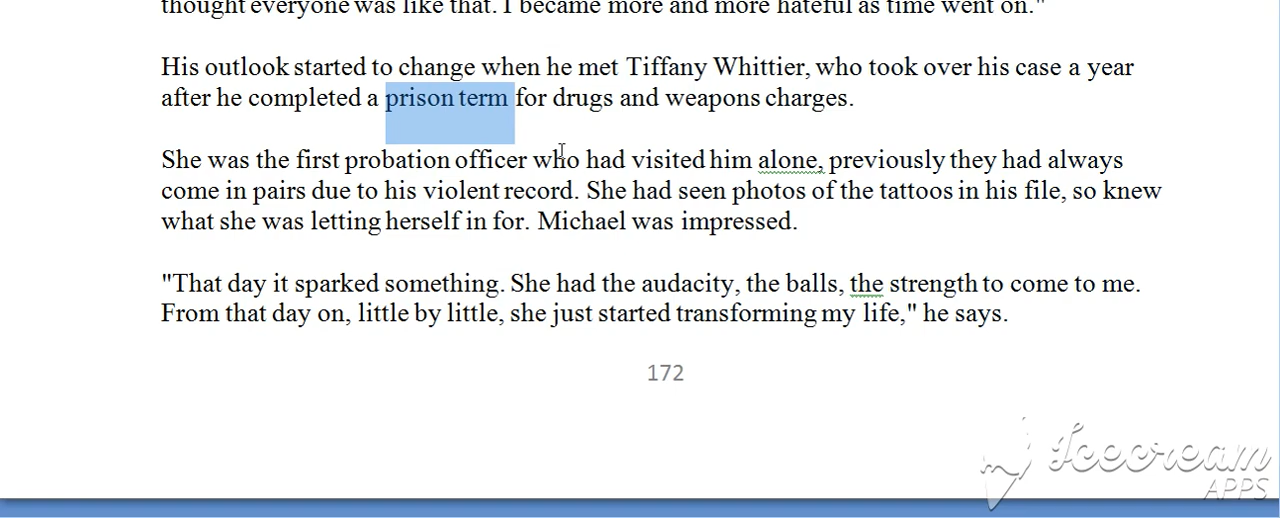 thought everyone was like that. I became more and more hateful as time went on."
His outlook started to change when he met Tiffany Whittier, who took over his case a year
after he completed a prison term for drugs and weapons charges.
She was the first probation officer who had visited him alone, previously they had always
come in pairs due to his violent record. She had seen photos of the tattoos in his file, so knew
what she was letting herself in for. Michael was impressed.
"That day it sparked something. She had the audacity, the balls, the strength to come to me.
From that day on, little by little, she just started transforming my life," he says.
172
Icecream
APPS